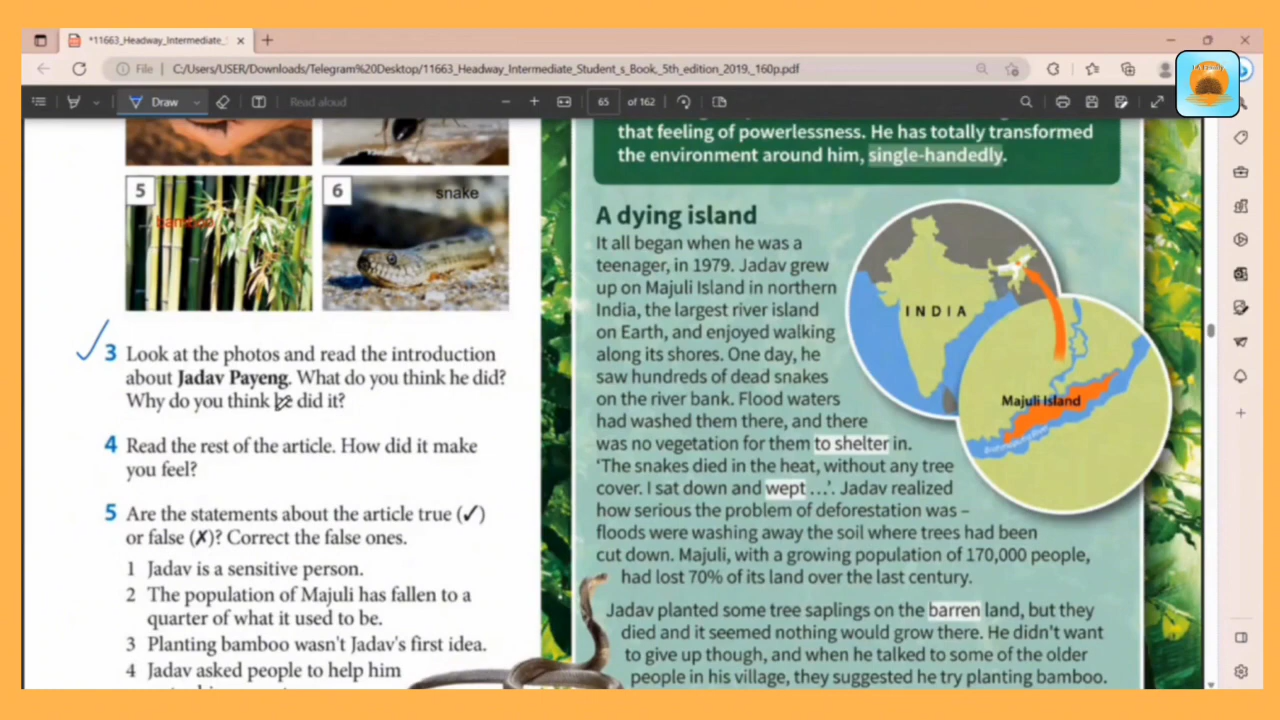 *11663_Headway_Intermediate_
File
C:/Users/USER/Downloads/Telegram%20Desktop/11663_Headway_Intermediate_Student_s_Book,_5th_edition_2019,_160p.pdf
Draw
Read aloud
65
of 162
5
bamboo
6
snake
3 Look at the photos and read the introduction
about Jadav Payeng. What do you think he did?
Why do you think he did it?
4 Read the rest of the article. How did it make
you feel?
5 Are the statements about the article true (✓)
or false (✗)? Correct the false ones.
1 Jadav is a sensitive person.
2 The population of Majuli has fallen to a
quarter of what it used to be.
3 Planting bamboo wasn't Jadav's first idea.
4 Jadav asked people to help him
that feeling of powerlessness. He has totally transformed
the environment around him, single-handedly.
A dying island
It all began when he was a
teenager, in 1979. Jadav grew
up on Majuli Island in northern
India, the largest river island
on Earth, and enjoyed walking
along its shores. One day, he
saw hundreds of dead snakes
on the river bank. Flood waters
had washed them there, and there
was no vegetation for them to shelter in.
‘The snakes died in the heat, without any tree
cover. I sat down and wept …’. Jadav realized
how serious the problem of deforestation was –
floods were washing away the soil where trees had been
cut down. Majuli, with a growing population of 170,000 people,
had lost 70% of its land over the last century.
Jadav planted some tree saplings on the barren land, but they
died and it seemed nothing would grow there. He didn't want
to give up though, and when he talked to some of the older
people in his village, they suggested he try planting bamboo.
INDIA
Majuli Island